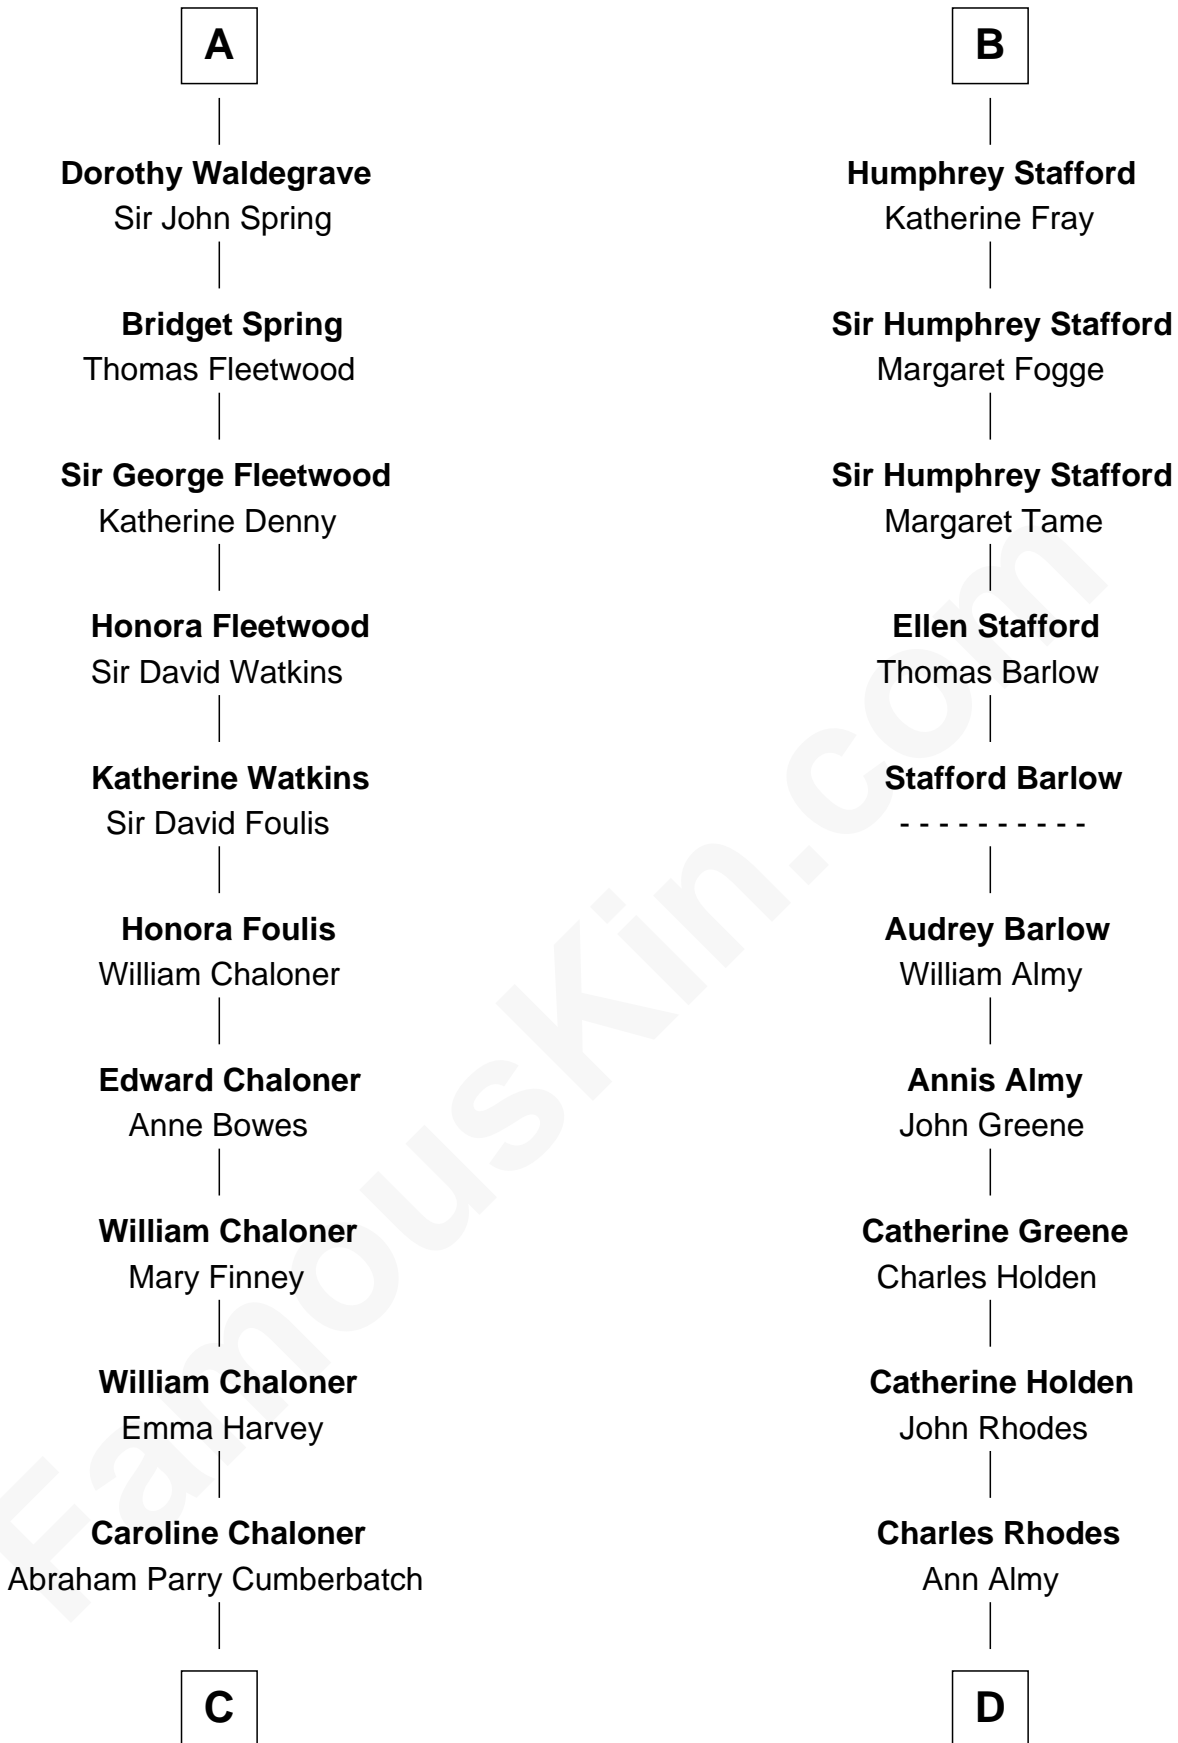 A
Dorothy Waldegrave
Sir John Spring
Bridget Spring
Thomas Fleetwood
Sir George Fleetwood
Katherine Denny
Honora Fleetwood
Sir David Watkins
Katherine Watkins
Sir David Foulis
Honora Foulis
William Chaloner
Edward Chaloner
Anne Bowes
William Chaloner
Mary Finney
William Chaloner
Emma Harvey
Caroline Chaloner
Abraham Parry Cumberbatch
C
B
Humphrey Stafford
Katherine Fray
Sir Humphrey Stafford
Margaret Fogge
Sir Humphrey Stafford
Margaret Tame
Ellen Stafford
Thomas Barlow
Stafford Barlow
- - - - - - - - - -
Audrey Barlow
William Almy
Annis Almy
John Greene
Catherine Greene
Charles Holden
Catherine Holden
John Rhodes
Charles Rhodes
Ann Almy
D
FamousKin.com